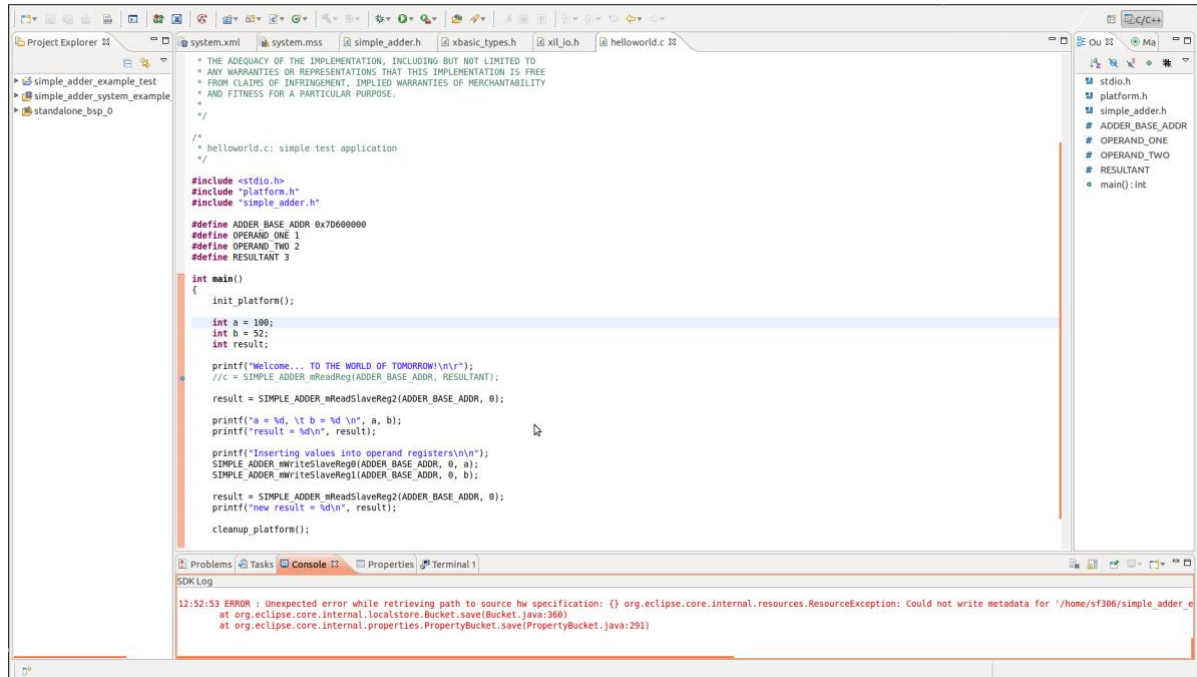 C/C++
Project Explorer
system.xml
system.mss
simple_adder.h
xbasic_types.h
xil_io.h
helloworld.c
Ou
Ma
simple_adder_example_test
simple_adder_system_example_
standalone_bsp_0
* THE ADEQUACY OF THE IMPLEMENTATION, INCLUDING BUT NOT LIMITED TO
* ANY WARRANTIES OR REPRESENTATIONS THAT THIS IMPLEMENTATION IS FREE
* FROM CLAIMS OF INFRINGEMENT, IMPLIED WARRANTIES OF MERCHANTABILITY
* AND FITNESS FOR A PARTICULAR PURPOSE.
*
*/
/*
* helloworld.c: simple test application
*/
#include <stdio.h>
#include "platform.h"
#include "simple_adder.h"
#define ADDER_BASE_ADDR 0x7D600000
#define OPERAND_ONE 1
#define OPERAND_TWO 2
#define RESULTANT 3
int main()
{
init_platform();
int a = 100;
int b = 52;
int result;
printf("Welcome... TO THE WORLD OF TOMORROW!\n\r");
//c = SIMPLE_ADDER_mReadReg(ADDER_BASE_ADDR, RESULTANT);
result = SIMPLE_ADDER_mReadSlaveReg2(ADDER_BASE_ADDR, 0);
printf("a = %d, \t b = %d \n", a, b);
printf("result = %d\n", result);
printf("Inserting values into operand registers\n\n");
SIMPLE_ADDER_mWriteSlaveReg0(ADDER_BASE_ADDR, 0, a);
SIMPLE_ADDER_mWriteSlaveReg1(ADDER_BASE_ADDR, 0, b);
result = SIMPLE_ADDER_mReadSlaveReg2(ADDER_BASE_ADDR, 0);
printf("new result = %d\n", result);
cleanup_platform();
stdio.h
platform.h
simple_adder.h
# ADDER_BASE_ADDR
# OPERAND_ONE
# OPERAND_TWO
# RESULTANT
main() : int
Problems
Tasks
Console
Properties
Terminal 1
SDK Log
12:52:53 ERROR : Unexpected error while retrieving path to source hw specification: {} org.eclipse.core.internal.resources.ResourceException: Could not write metadata for '/home/sf306/simple_adder_e
at org.eclipse.core.internal.localstore.Bucket.save(Bucket.java:360)
at org.eclipse.core.internal.properties.PropertyBucket.save(PropertyBucket.java:291)